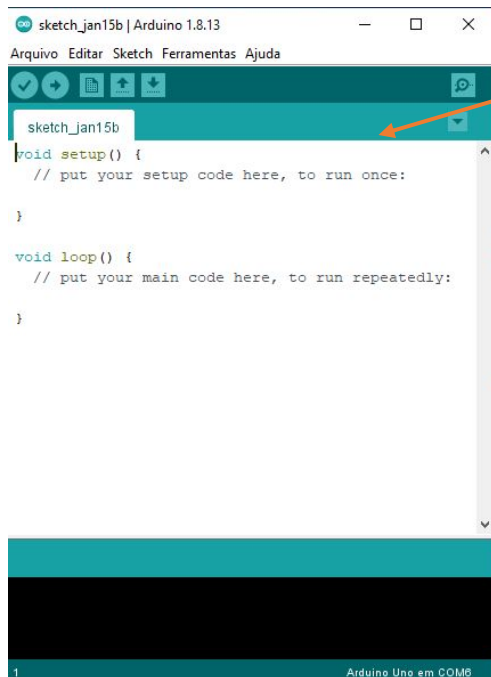 sketch_jan15b | Arduino 1.8.13
Arquivo Editar Sketch Ferramentas Ajuda
sketch_jan15b
void setup() {
// put your setup code here, to run once:
}
void loop() {
// put your main code here, to run repeatedly:
}
1
Arduino Uno em COM6